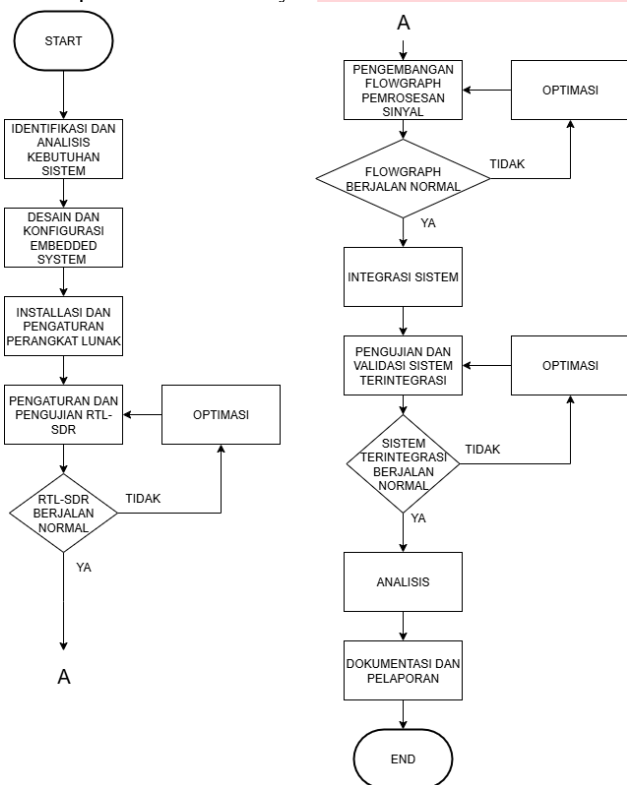 START
IDENTIFIKASI DAN
ANALISIS
KEBUTUHAN
SISTEM
DESAIN DAN
KONFIGURASI
EMBEDDED
SYSTEM
INSTALLASI DAN
PENGATURAN
PERANGKAT LUNAK
PENGATURAN DAN
PENGUJIAN RTL-
SDR
OPTIMASI
RTL-SDR
BERJALAN
NORMAL
TIDAK
YA
A
A
PENGEMBANGAN
FLOWGRAPH
PEMROSESAN
SINYAL
OPTIMASI
FLOWGRAPH
BERJALAN NORMAL
TIDAK
YA
INTEGRASI SISTEM
PENGUJIAN DAN
VALIDASI SISTEM
TERINTEGRASI
OPTIMASI
SISTEM
TERINTEGRASI
BERJALAN
NORMAL
TIDAK
YA
ANALISIS
DOKUMENTASI DAN
PELAPORAN
END